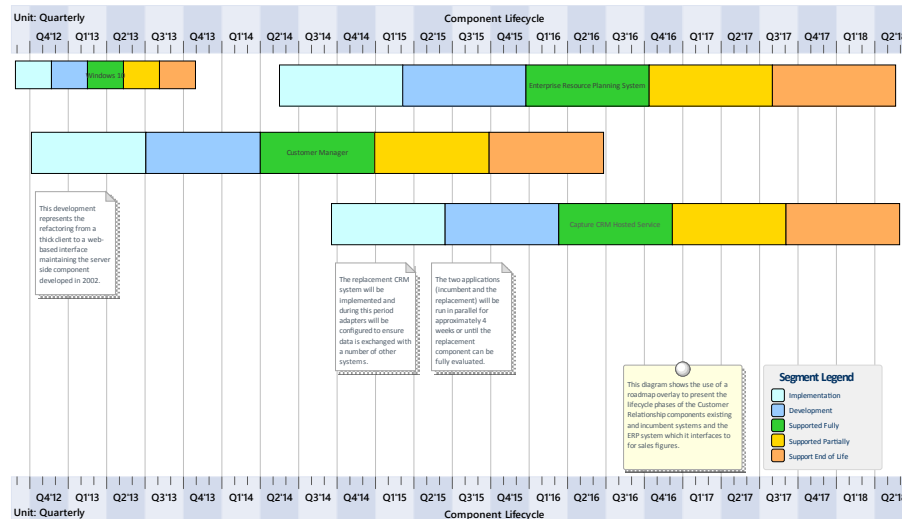 Unit: Quarterly
Component Lifecycle
Q4'12 Q1'13 Q2'13 Q3'13 Q4'13 Q1'14 Q2'14 Q3'14 Q4'14 Q1'15 Q2'15 Q3'15 Q4'15 Q1'16 Q2'16 Q3'16 Q4'16 Q1'17 Q2'17 Q3'17 Q4'17 Q1'18
Windows 10
Enterprise Resource Planning System
Customer Manager
Capture CRM Hosted Service
This development
represents the
refactoring from a
thick client to a web-
based interface
maintaining the server
side component
developed in 2002.
The replacement CRM
system will be
implemented and
during this period
adapters will be
configured to ensure
data is exchanged with
a number of other
systems.
The two applications
(incumbent and the
replacement) will be
run in parallel for
approximately 4
weeks or until the
replacement
component can be
fully evaluated.
This diagram shows the use of a
roadmap overlay to present the
lifecycle phases of the Customer
Relationship components existing
and incumbent systems and the
ERP system which it interfaces to
for sales figures.
Segment Legend
Implementation
Development
Supported Fully
Supported Partially
Support End of Life
Q4'12 Q1'13 Q2'13 Q3'13 Q4'13 Q1'14 Q2'14 Q3'14 Q4'14 Q1'15 Q2'15 Q3'15 Q4'15 Q1'16 Q2'16 Q3'16 Q4'16 Q1'17 Q2'17 Q3'17 Q4'17 Q1'18
Unit: Quarterly
Component Lifecycle